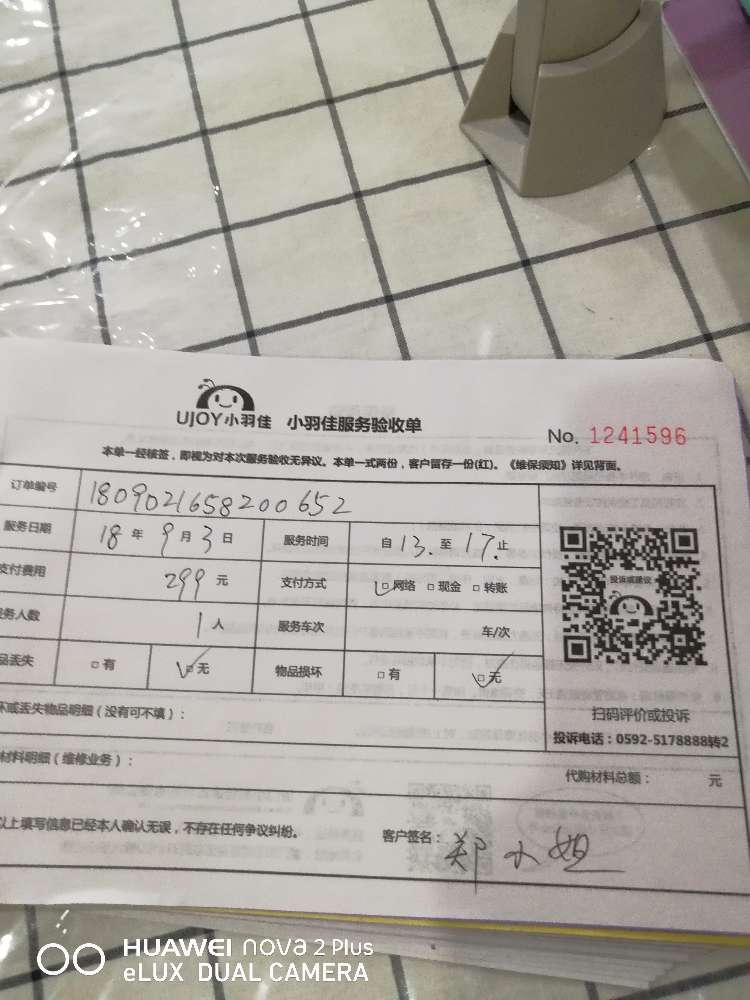 UJOY小羽佳 小羽佳服务验收单
No. 1241596
本单一经核签，即视为对本次服务验收无异议。本单一式两份，客户留存一份(红)。《维保须知》详见背面。
订单编号 1809021658200652
服务日期 18 年 9 月 3 日 服务时间 自 13. 至 17. 止
支付费用 299 元 支付方式 网络 现金 转账
投诉或建议
务人数 1 人 服务车次 车/次
品丢失 有 无 物品损坏 有 无
扫码评价或投诉
坏或丢失物品明细（没有可不填）：
投诉电话：0592-5178888转2
材料明细（维修业务）：
代购材料总额： 元
以上填写信息已经本人确认无误，不存在任何争议纠纷。 客户签名： 郑小姐
HUAWEI nova 2 Plus
eLUX DUAL CAMERA